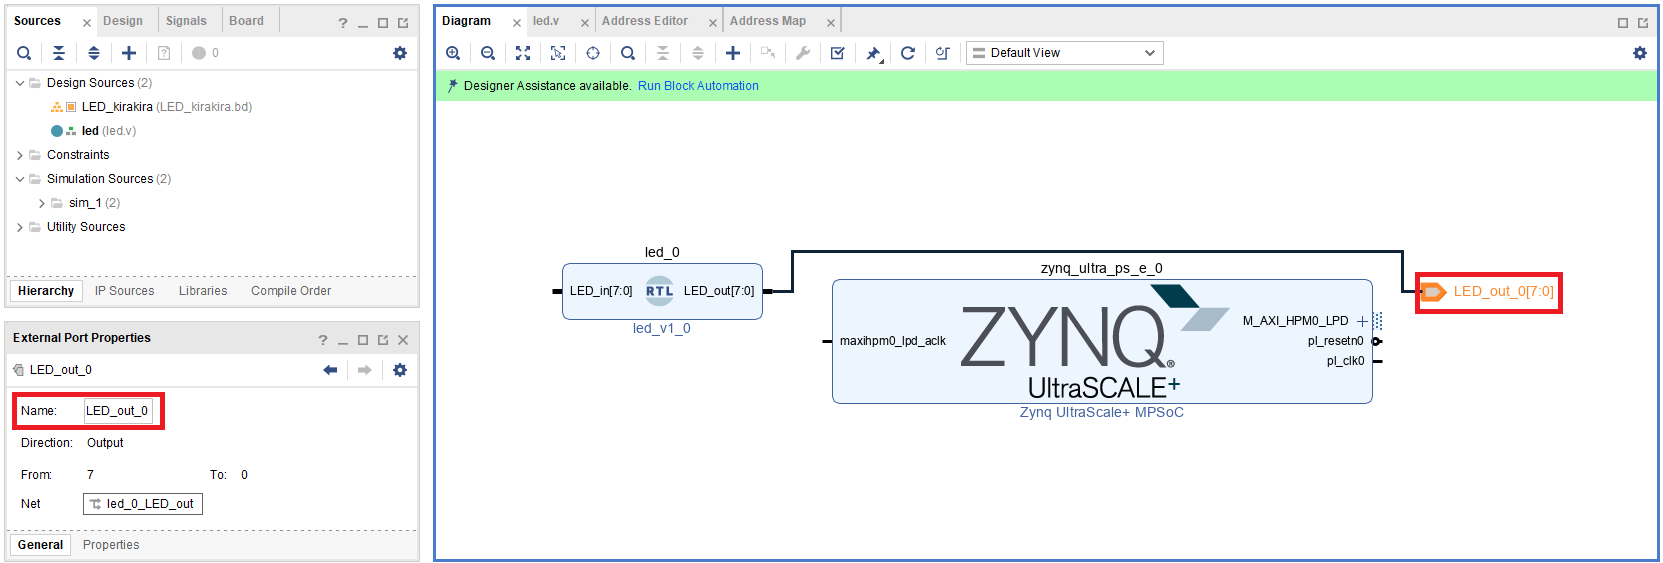 Sources
Design
Signals
Board
?
0
Design Sources (2)
LED_kirakira (LED_kirakira.bd)
led (led.v)
Constraints
Simulation Sources (2)
sim_1 (2)
Utility Sources
Hierarchy
IP Sources
Libraries
Compile Order
External Port Properties
?
LED_out_0
Name: LED_out_0
Direction: Output
From: 7 To: 0
Net led_0_LED_out
General
Properties
Diagram
led.v
Address Editor
Address Map
Default View
Designer Assistance available. Run Block Automation
led_0
LED_in[7:0]
RTL
LED_out[7:0]
led_v1_0
zynq_ultra_ps_e_0
maxihpm0_lpd_aclk
ZYNQ®
UltraSCALE+
M_AXI_HPM0_LPD
pl_resetn0
pl_clk0
Zynq UltraScale+ MPSoC
LED_out_0[7:0]